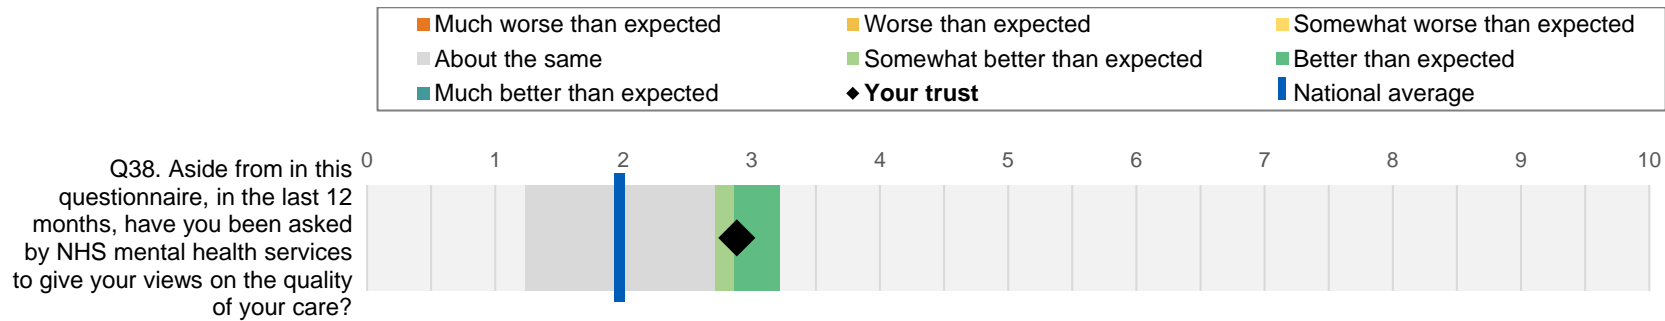 Much worse than expected
Worse than expected
Somewhat worse than expected
About the same
Somewhat better than expected
Better than expected
Much better than expected
Your trust
National average
0 1 2 3 4 5 6 7 8 9 10
Q38. Aside from in this
questionnaire, in the last 12
months, have you been asked
by NHS mental health services
to give your views on the quality
of your care?